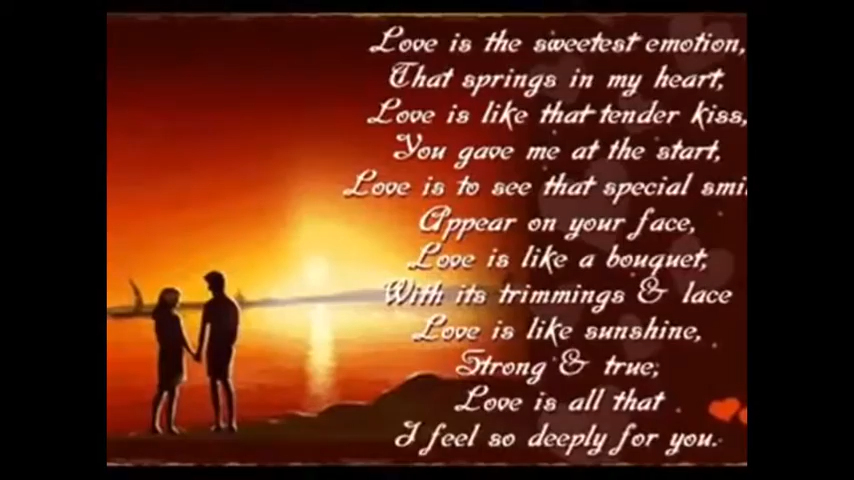 Love is the sweetest emotion,
That springs in my heart,
Love is like that tender kiss,
You gave me at the start,
Love is to see that special smi
Appear on your face,
Love is like a bouquet,
With its trimmings & lace
Love is like sunshine,
Strong & true,
Love is all that
I feel so deeply for you.